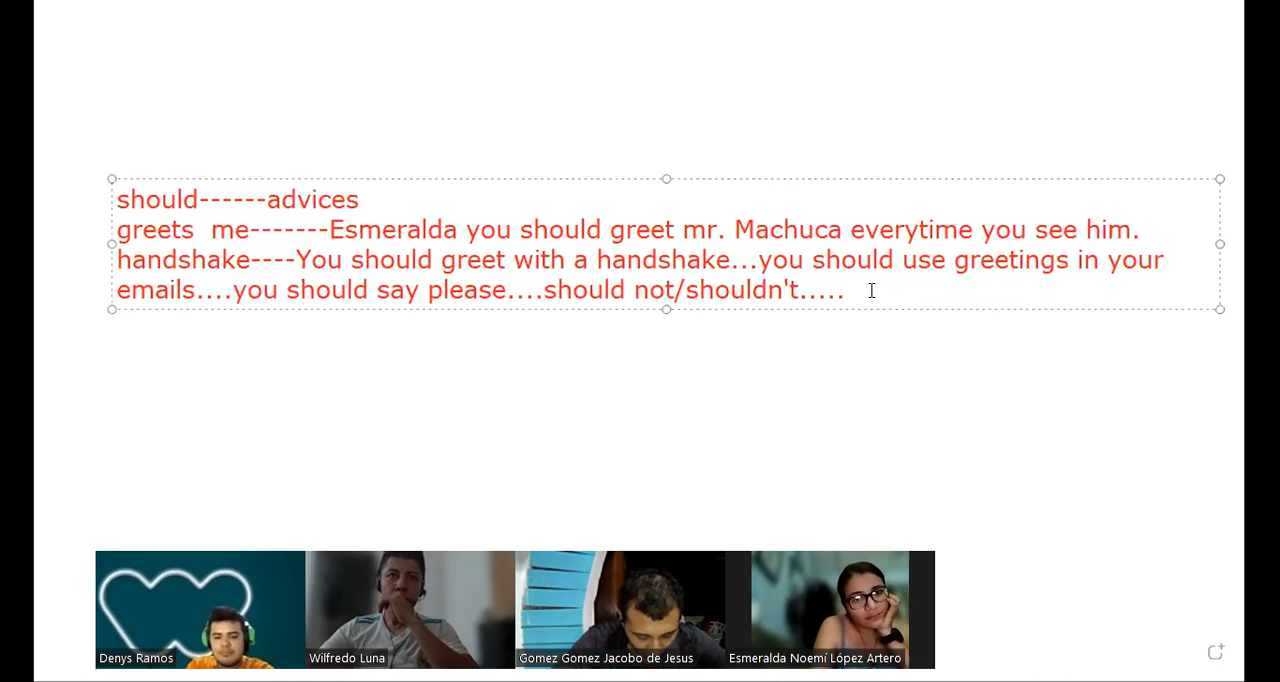 should------advices
greets  me-------Esmeralda you should greet mr. Machuca everytime you see him.
handshake----You should greet with a handshake...you should use greetings in your
emails....you should say please....should not/shouldn't.....
Denys Ramos
Wilfredo Luna
Gomez Gomez Jacobo de Jesus
Esmeralda Noemí López Artero